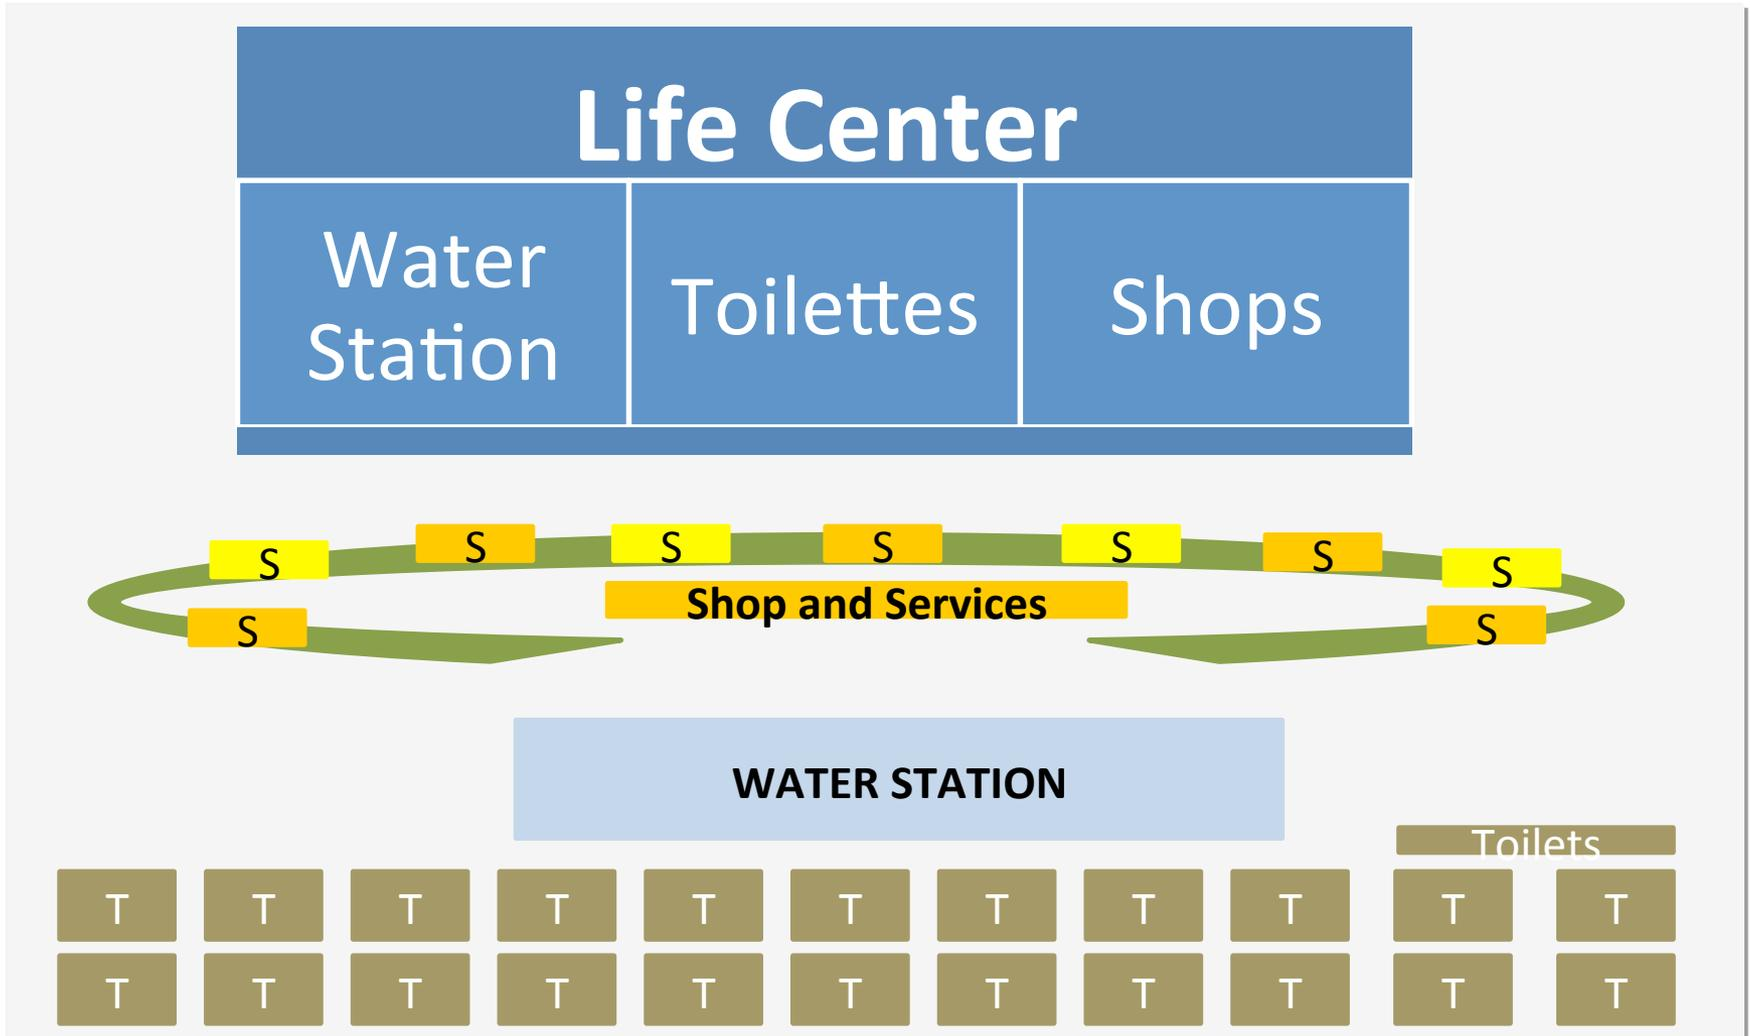 Life Center
Water
Station
Toilettes
Shops
S S S S S S S
Shop and Services
S S
WATER STATION
Toilets
T T T T T T T T T T T
T T T T T T T T T T T